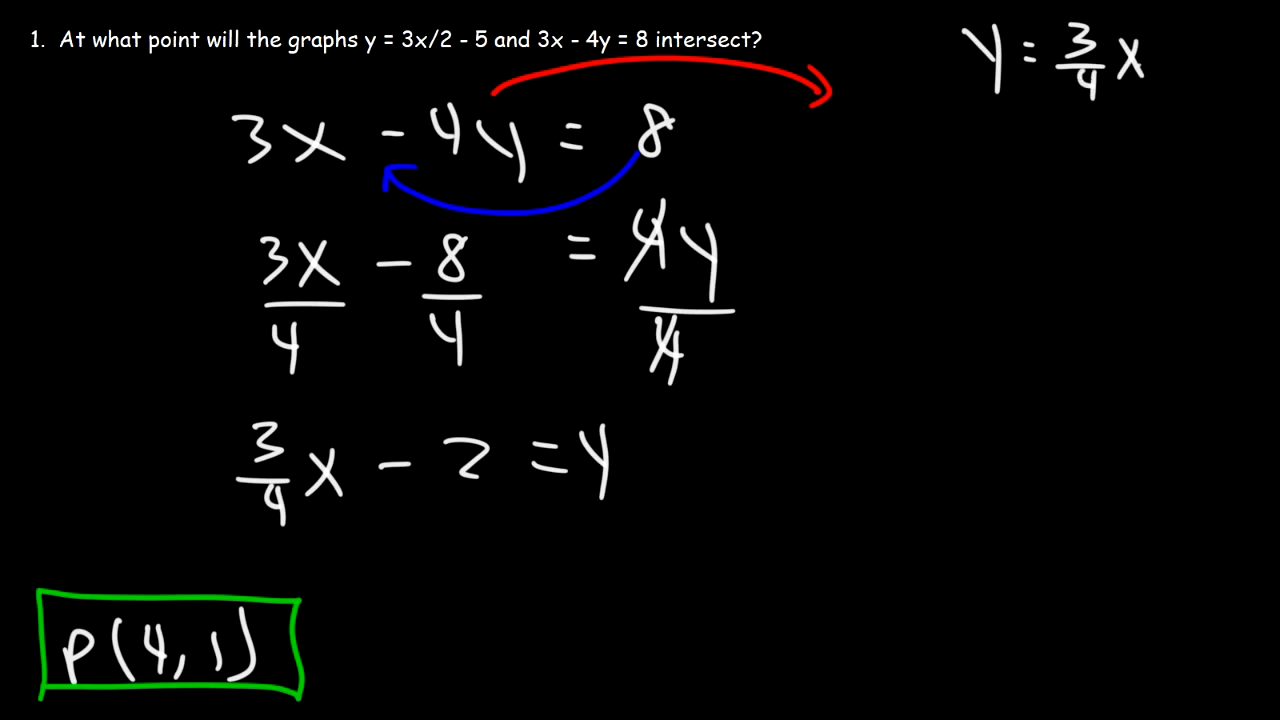 1. At what point will the graphs y = 3x/2 - 5 and 3x - 4y = 8 intersect?
y = 3/4 x
3x - 4y = 8
3x/4 - 8/4 = 4y/4
3/4 x - 2 = y
P(4, 1)